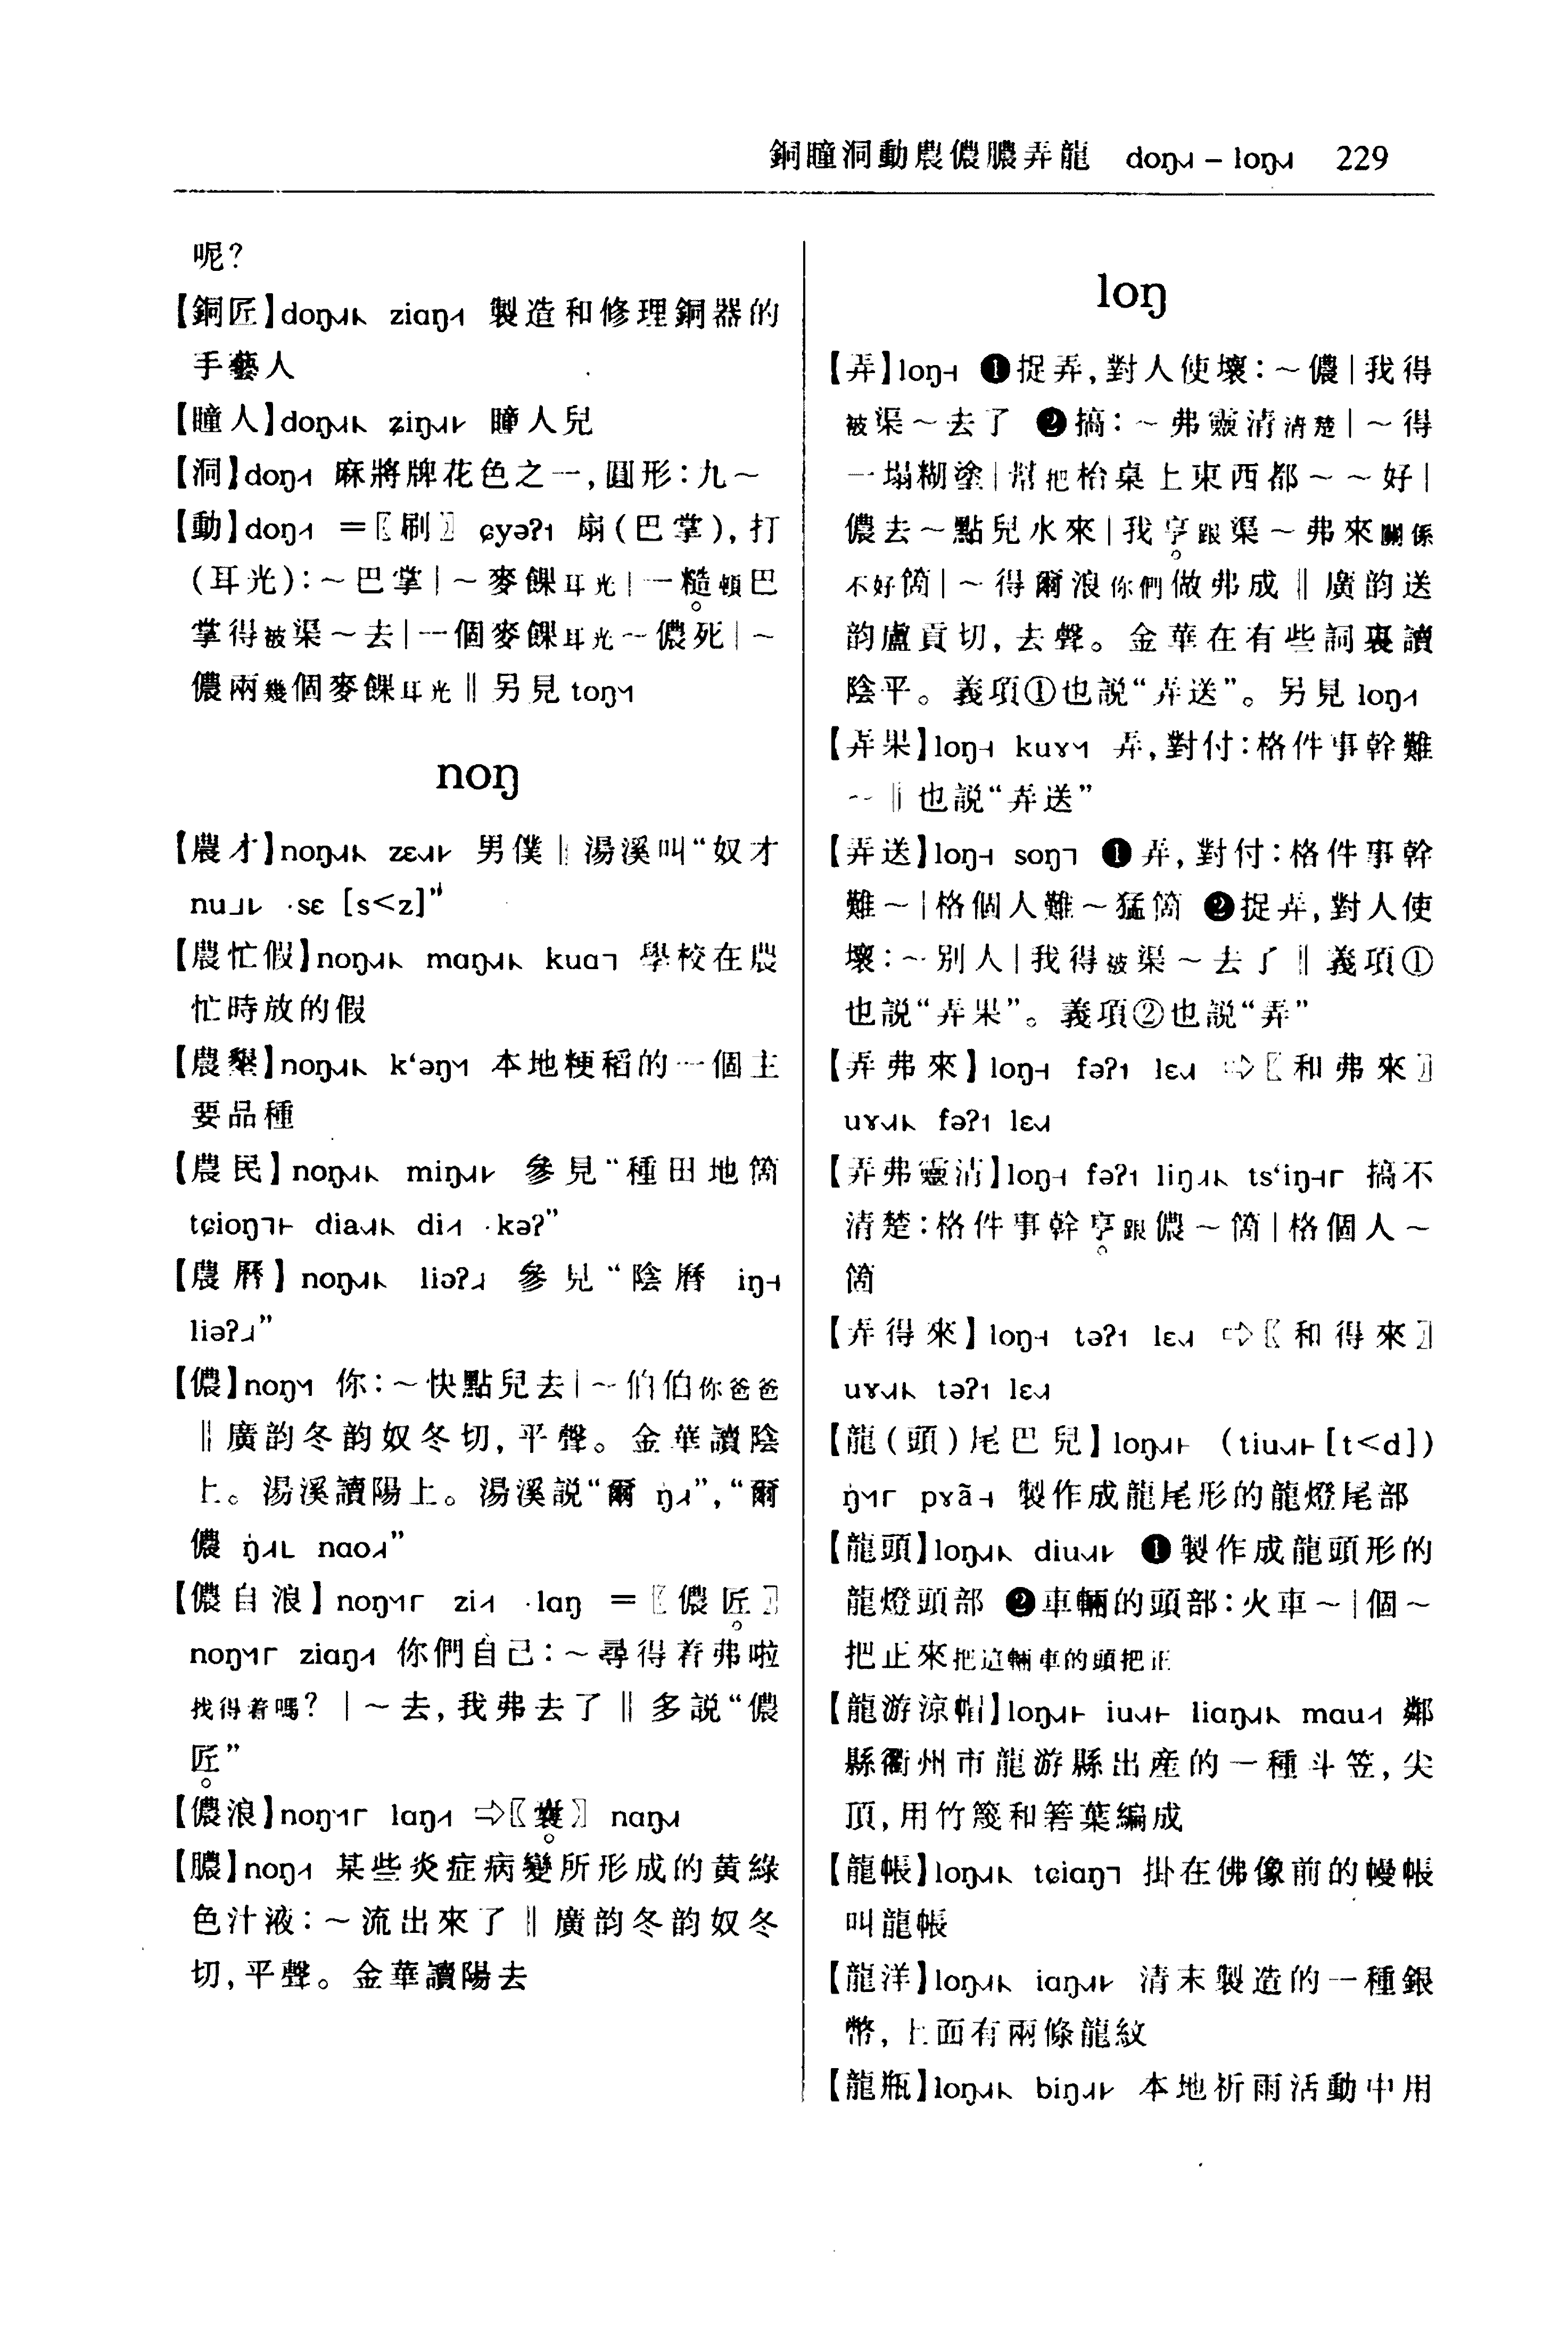 銅瞳洞動農儂膿弄龍 doŋ˩˧ – loŋ˩˧ 229
呢?
【銅匠】doŋ ziɑŋ 製造和修理銅器的
手藝人
【瞳人】doŋ ʑiŋ 瞳人兒
【洞】doŋ 麻將牌花色之一,圓形:九～
【動】doŋ =〖刷〗 ɕyəʔ 扇(巴掌),打
(耳光):～巴掌|～麥餜耳光|一糙頓巴
掌得被渠～去|一個麥餜耳光～儂死|～
儂兩幾個麥餜耳光‖另見 toŋ
noŋ
【農才】noŋ zɛ 男僕‖湯溪叫“奴才
nu ·sɛ [s<z]”
【農忙假】noŋ mɑŋ kuɑ 學校在農
忙時放的假
【農墾】noŋ k‘əŋ 本地粳稻的一個主
要品種
【農民】noŋ miŋ 參見“種田地箇
tɕioŋ diɑ di ·kəʔ”
【農曆】noŋ liəʔ 參見“陰曆 iŋ
liəʔ”
【儂】noŋ 你:～快點兒去|～伯伯你爸爸
‖廣韵冬韵奴冬切,平聲。金華讀陰
上。湯溪讀陽上。湯溪説“爾 ŋ̍”,“爾
儂 ŋ̍ nɑo”
【儂自浪】noŋ zi ·lɑŋ =〖儂匠〗
noŋ ziɑŋ 你們自己:～尋得着弗啦
找得着嗎?|～去,我弗去了‖多説“儂
匠”
【儂浪】noŋ lɑŋ ⇨〖囊〗 nɑŋ
【膿】noŋ 某些炎症病變所形成的黄綠
色汁液:～流出來了‖廣韵冬韵奴冬
切,平聲。金華讀陽去
loŋ
【弄】loŋ ❶捉弄,對人使壞:～儂|我得
被渠～去了 ❷搞:～弗靈清清楚|～得
一塌糊塗|幫把枱桌上東西都～～好|
儂去～點兒水來|我亨跟渠～弗來關係
不好箇|～得爾浪你們做弗成‖廣韵送
韵盧貢切,去聲。金華在有些詞裏讀
陰平。義項①也説“弄送”。另見 loŋ
【弄果】loŋ kuɤ 弄,對付:格件事幹難
～‖也説“弄送”
【弄送】loŋ soŋ ❶弄,對付:格件事幹
難～|格個人難～猛箇 ❷捉弄,對人使
壞:～别人|我得被渠～去了‖義項①
也説“弄果”。義項②也説“弄”
【弄弗來】loŋ fəʔ lɛ ⇨〖和弗來〗
uɤ fəʔ lɛ
【弄弗靈清】loŋ fəʔ liŋ ts‘iŋ 搞不
清楚:格件事幹亨跟儂～箇|格個人～
箇
【弄得來】loŋ təʔ lɛ ⇨〖和得來〗
uɤ təʔ lɛ
【龍(頭)尾巴兒】loŋ (tiu[t<d])
ŋ̍ pɤã 製作成龍尾形的龍燈尾部
【龍頭】loŋ diu ❶製作成龍頭形的
龍燈頭部 ❷車輛的頭部:火車～|個～
把正來把這輛車的頭把正
【龍游涼帽】loŋ iu liɑŋ mɑu 鄰
縣衢州市龍游縣出産的一種斗笠,尖
頂,用竹篾和箬葉編成
【龍帳】loŋ tɕiɑŋ 掛在佛像前的幔帳
叫龍帳
【龍洋】loŋ iɑŋ 清末製造的一種銀
幣,上面有兩條龍紋
【龍瓶】loŋ biŋ 本地祈雨活動中用